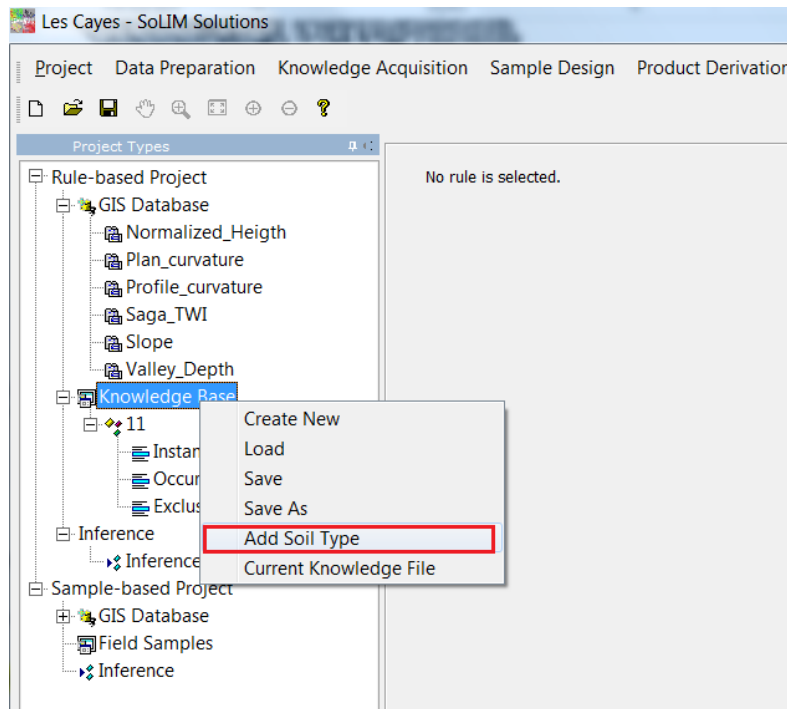 Les Cayes - SoLIM Solutions
Project Data Preparation Knowledge Acquisition Sample Design Product Derivation
Project Types
No rule is selected.
Rule-based Project
GIS Database
Normalized_Heigth
Plan_curvature
Profile_curvature
Saga_TWI
Slope
Valley_Depth
Knowledge Base
11
Instan
Occur
Exclus
Inference
Inference
Create New
Load
Save
Save As
Add Soil Type
Current Knowledge File
Sample-based Project
GIS Database
Field Samples
Inference